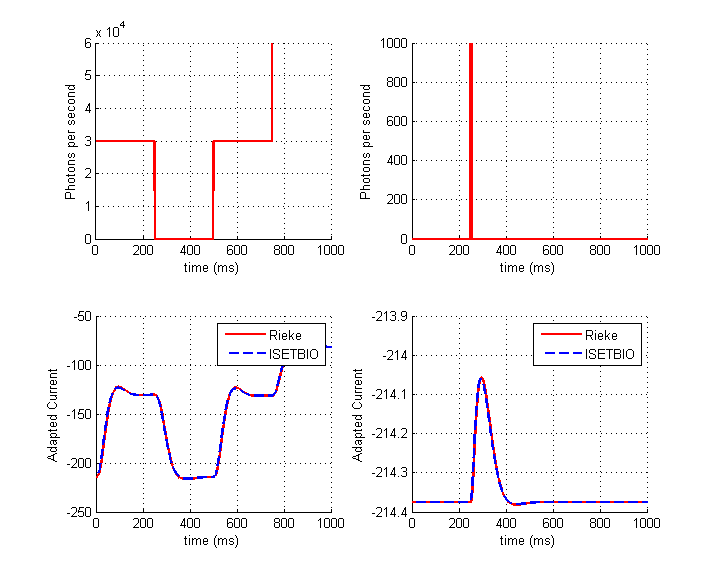 x 10^4
6
5
4
3
2
1
0
Photons per second
0 200 400 600 800 1000
time (ms)
1000
800
600
400
200
0
Photons per second
0 200 400 600 800 1000
time (ms)
-50
-100
-150
-200
-250
Adapted Current
Rieke
ISETBIO
0 200 400 600 800 1000
time (ms)
-213.9
-214
-214.1
-214.2
-214.3
-214.4
Adapted Current
Rieke
ISETBIO
0 200 400 600 800 1000
time (ms)